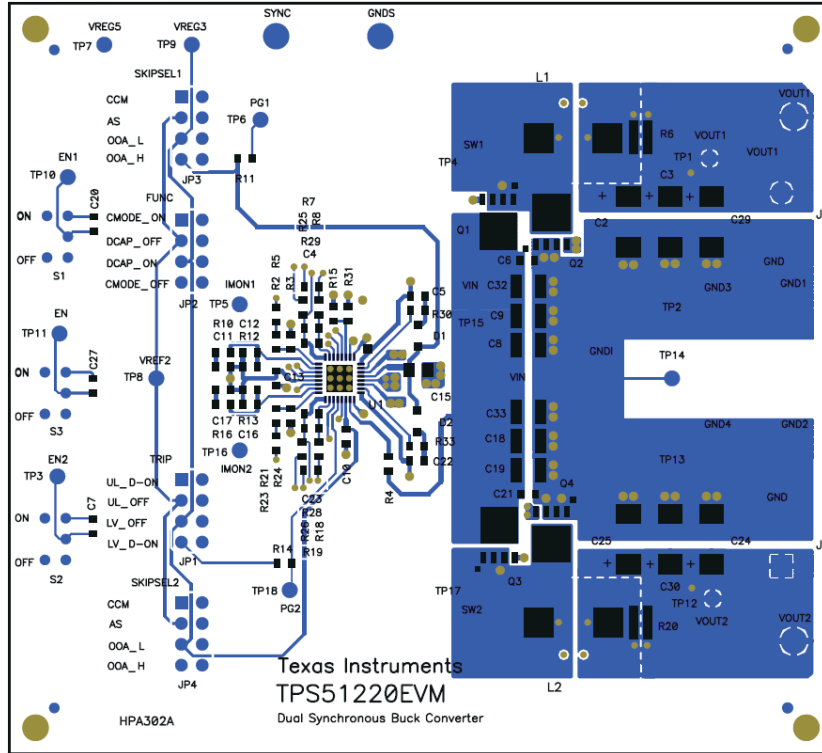 SYNC
GNDS
VREG5
VREG3
TP7
TP9
SKIPSEL1
L1
CCM
VOUT1
PG1
AS
TP6
R6
VOUT1
OOA_L
SW1
VOUT1
OOA_H
EN1
TP4
TP1
JP3
R11
C3
TP10
C20
FUNC
R7
ON
CMODE_ON
R25
R8
C2
C29
J
Q1
DCAP_OFF
R29
OFF
R5
C4
C6
Q2
GND
S1
DCAP_ON
CMODE_OFF
R2
R3
R15
R31
IMON1
VIN
C32
GND3
GND1
JP2
C5
EN
TP5
R30
TP2
TP11
R10
C12
TP15
C9
C11
R12
D1
VREF2
C8
GND1
ON
C27
TP8
C13
VIN
TP14
U1
C15
OFF
C17
R13
C33
S3
R16
C16
D2
GND4
GND2
EN2
TRIP
TP16
R33
C18
IMON2
C10
C22
TP13
TP3
R23
R21
R24
C19
UL_D-ON
R4
Q4
UL_OFF
C23
C21
GND
ON
C7
R28
LV_OFF
R26
R18
LV_D-ON
R14
R19
C25
C24
J
OFF
JP1
S2
TP18
Q3
SKIPSEL2
PG2
TP17
C30
CCM
SW2
TP12
AS
R20
VOUT2
VOUT2
OOA_L
OOA_H
Texas Instruments
JP4
TPS51220EVM
L2
HPA302A
Dual Synchronous Buck Converter